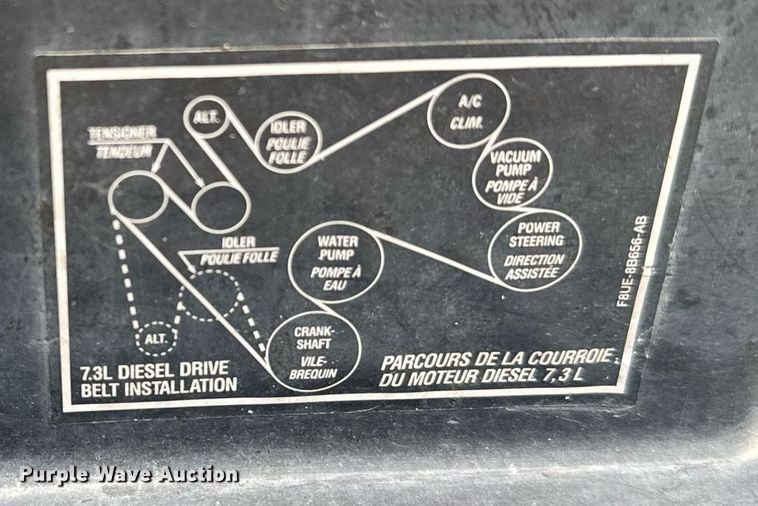 ALT.
TENSIONER
TENDEUR
IDLER
POULIE
FOLLE
A/C
CLIM.
VACUUM
PUMP
POMPE À
VIDE
POWER
STEERING
DIRECTION
ASSISTÉE
WATER
PUMP
POMPE À
EAU
IDLER
POULIE FOLLE
ALT.
CRANK-
SHAFT
VILE-
BREQUIN
F8UE-8B656-AB
7.3L DIESEL DRIVE
BELT INSTALLATION
PARCOURS DE LA COURROIE
DU MOTEUR DIESEL 7,3 L
Purple Wave Auction